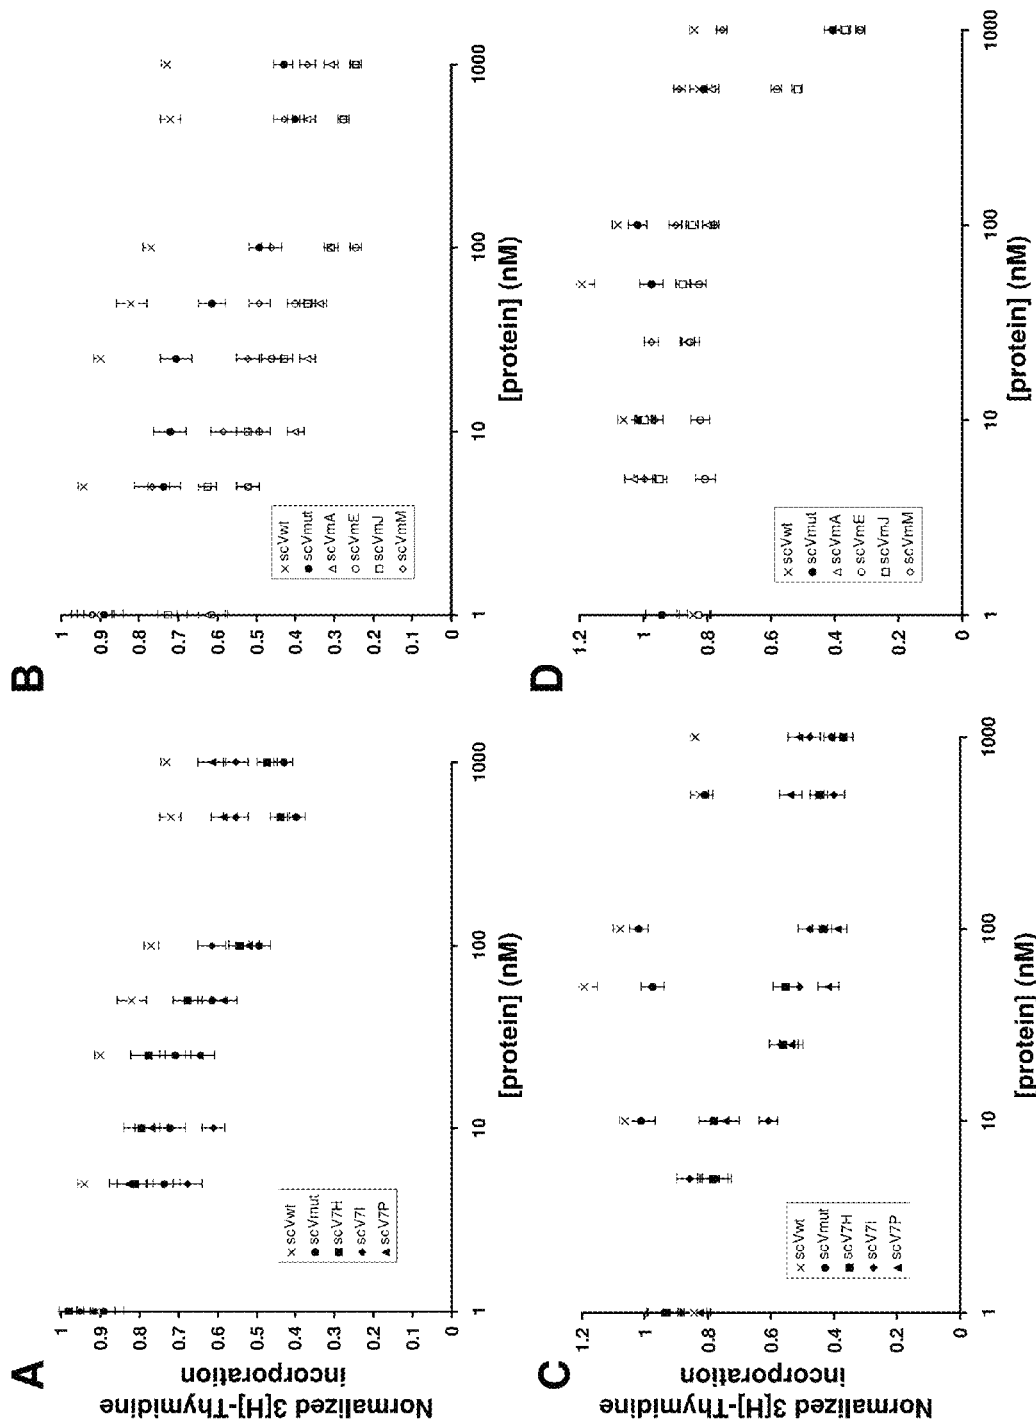 A
Normalized 3[H]-Thymidine
incorporation
1
0.9
0.8
0.7
0.6
0.5
0.4
0.3
0.2
0.1
0
scVwt
scVmut
scV7H
scV7I
scV7P
1
10
100
1000
[protein] (nM)
B
1
0.9
0.8
0.7
0.6
0.5
0.4
0.3
0.2
0.1
0
scVwt
scVmut
scVmA
scVmE
scVmJ
scVmM
1
10
100
1000
[protein] (nM)
C
Normalized 3[H]-Thymidine
incorporation
1.2
1
0.8
0.6
0.4
0.2
0
scVwt
scVmut
scV7H
scV7I
scV7P
1
10
100
1000
[protein] (nM)
D
1.2
1
0.8
0.6
0.4
0.2
0
scVwt
scVmut
scVmA
scVmE
scVmJ
scVmM
1
10
100
1000
[protein] (nM)